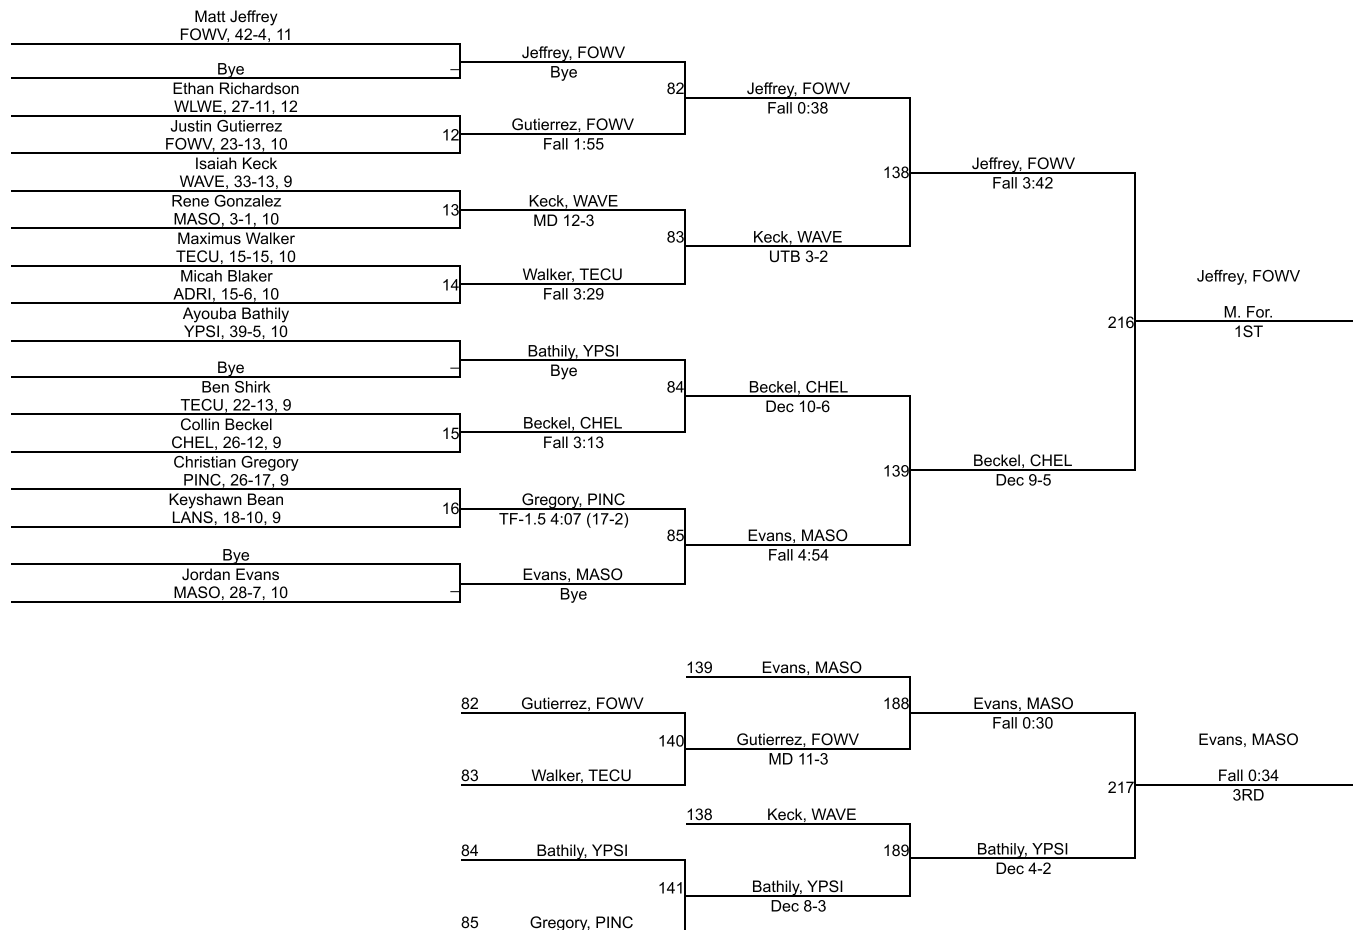 Matt Jeffrey
FOWV, 42-4, 11
Bye
Ethan Richardson
WLWE, 27-11, 12
Justin Gutierrez
FOWV, 23-13, 10
Isaiah Keck
WAVE, 33-13, 9
Rene Gonzalez
MASO, 3-1, 10
Maximus Walker
TECU, 15-15, 10
Micah Blaker
ADRI, 15-6, 10
Ayouba Bathily
YPSI, 39-5, 10
Bye
Ben Shirk
TECU, 22-13, 9
Collin Beckel
CHEL, 26-12, 9
Christian Gregory
PINC, 26-17, 9
Keyshawn Bean
LANS, 18-10, 9
Bye
Jordan Evans
MASO, 28-7, 10
–
12
13
14
–
15
16
–
Jeffrey, FOWV
Bye
Gutierrez, FOWV
Fall 1:55
Keck, WAVE
MD 12-3
Walker, TECU
Fall 3:29
Bathily, YPSI
Bye
Beckel, CHEL
Fall 3:13
Gregory, PINC
TF-1.5 4:07 (17-2)
Evans, MASO
Bye
82
83
84
85
Jeffrey, FOWV
Fall 0:38
Keck, WAVE
UTB 3-2
Beckel, CHEL
Dec 10-6
Evans, MASO
Fall 4:54
138
139
Jeffrey, FOWV
Fall 3:42
Beckel, CHEL
Dec 9-5
216
Jeffrey, FOWV
M. For.
1ST
82 Gutierrez, FOWV
83 Walker, TECU
84 Bathily, YPSI
85 Gregory, PINC
140
141
139 Evans, MASO
Gutierrez, FOWV
MD 11-3
138 Keck, WAVE
Bathily, YPSI
Dec 8-3
188
189
Evans, MASO
Fall 0:30
Bathily, YPSI
Dec 4-2
217
Evans, MASO
Fall 0:34
3RD